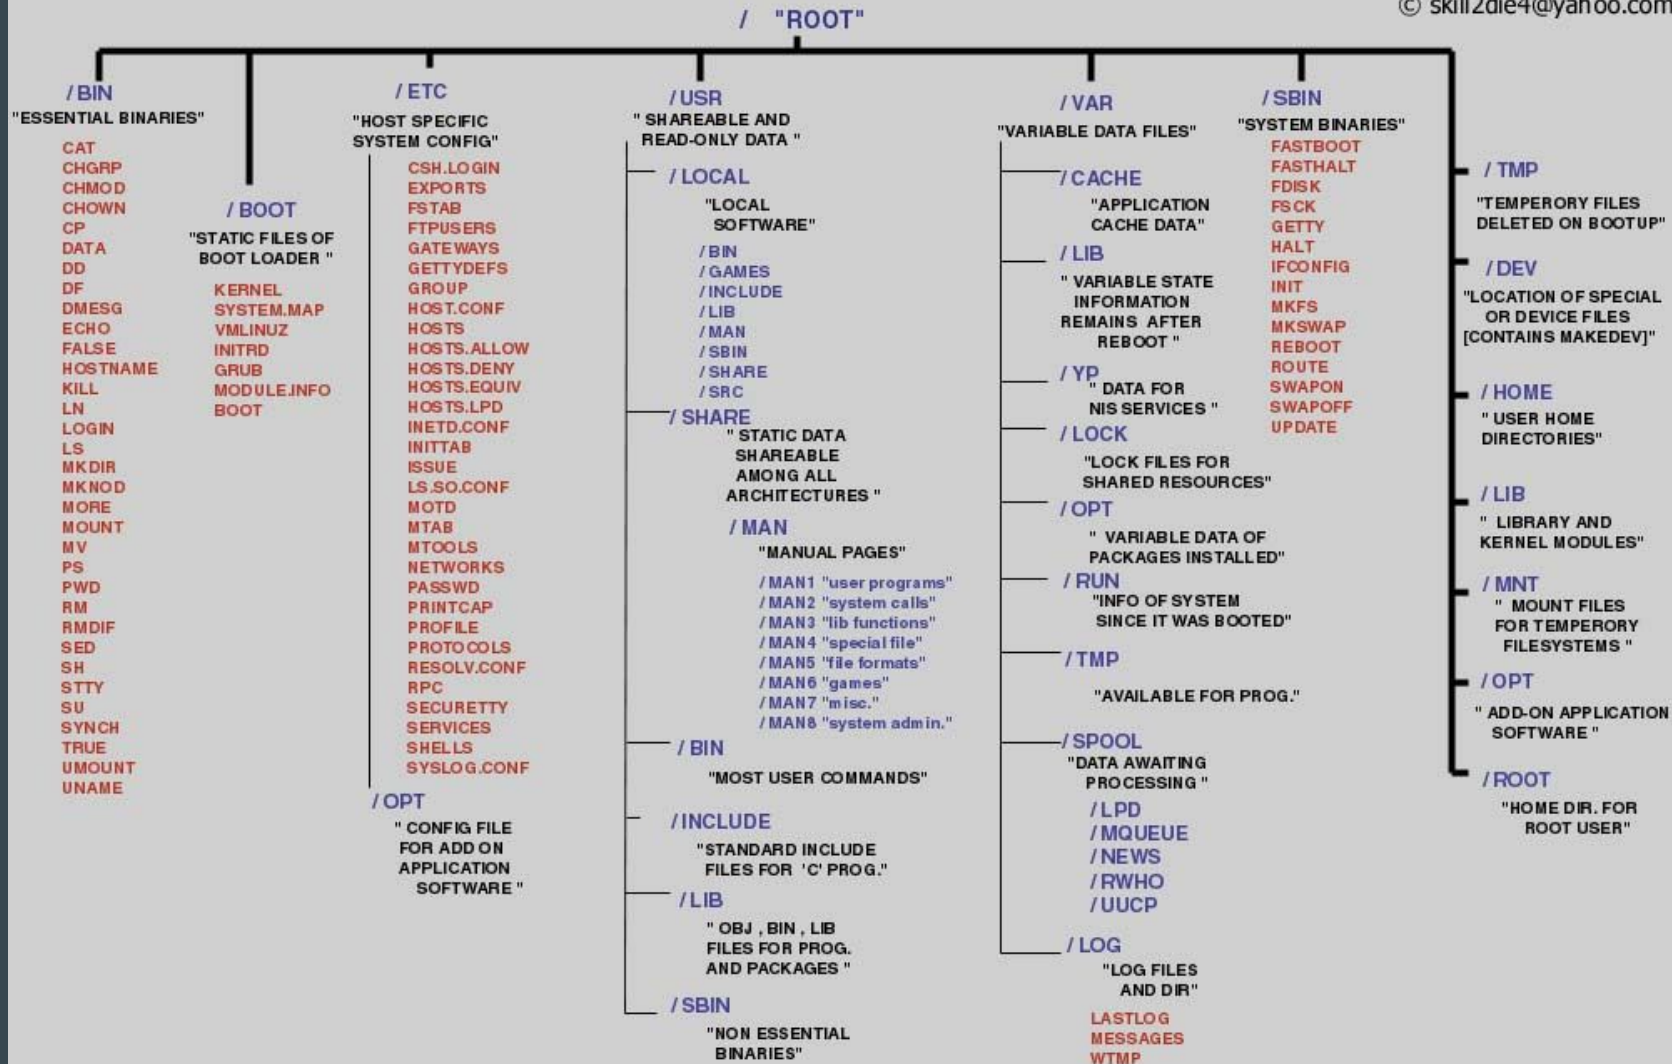 © skill2die4@yahoo.com
/ "ROOT"
/BIN
"ESSENTIAL BINARIES"
CAT
CHGRP
CHMOD
CHOWN
CP
DATA
DD
DF
DMESG
ECHO
FALSE
HOSTNAME
KILL
LN
LOGIN
LS
MKDIR
MKNOD
MORE
MOUNT
MV
PS
PWD
RM
RMDIF
SED
SH
STTY
SU
SYNCH
TRUE
UMOUNT
UNAME
/BOOT
"STATIC FILES OF
BOOT LOADER "
KERNEL
SYSTEM.MAP
VMLINUZ
INITRD
GRUB
MODULE.INFO
BOOT
/ETC
"HOST SPECIFIC
SYSTEM CONFIG"
CSH.LOGIN
EXPORTS
FSTAB
FTPUSERS
GATEWAYS
GETTYDEFS
GROUP
HOST.CONF
HOSTS
HOSTS.ALLOW
HOSTS.DENY
HOSTS.EQUIV
HOSTS.LPD
INETD.CONF
INITTAB
ISSUE
LS.SO.CONF
MOTD
MTAB
MTOOLS
NETWORKS
PASSWD
PRINTCAP
PROFILE
PROTOCOLS
RESOLV.CONF
RPC
SECURETTY
SERVICES
SHELLS
SYSLOG.CONF
/OPT
" CONFIG FILE
FOR ADD ON
APPLICATION
SOFTWARE "
/USR
" SHAREABLE AND
READ-ONLY DATA "
/LOCAL
"LOCAL
SOFTWARE"
/BIN
/GAMES
/INCLUDE
/LIB
/MAN
/SBIN
/SHARE
/SRC
/SHARE
" STATIC DATA
SHAREABLE
AMONG ALL
ARCHITECTURES "
/MAN
"MANUAL PAGES"
/MAN1 "user programs"
/MAN2 "system calls"
/MAN3 "lib functions"
/MAN4 "special file"
/MAN5 "file formats"
/MAN6 "games"
/MAN7 "misc."
/MAN8 "system admin."
/BIN
"MOST USER COMMANDS"
/INCLUDE
"STANDARD INCLUDE
FILES FOR 'C' PROG."
/LIB
" OBJ , BIN , LIB
FILES FOR PROG.
AND PACKAGES "
/SBIN
"NON ESSENTIAL
BINARIES"
/VAR
"VARIABLE DATA FILES"
/CACHE
"APPLICATION
CACHE DATA"
/LIB
" VARIABLE STATE
INFORMATION
REMAINS AFTER
REBOOT "
/YP
" DATA FOR
NIS SERVICES "
/LOCK
"LOCK FILES FOR
SHARED RESOURCES"
/OPT
" VARIABLE DATA OF
PACKAGES INSTALLED"
/RUN
"INFO OF SYSTEM
SINCE IT WAS BOOTED"
/TMP
"AVAILABLE FOR PROG."
/SPOOL
"DATA AWAITING
PROCESSING "
/LPD
/MQUEUE
/NEWS
/RWHO
/UUCP
/LOG
"LOG FILES
AND DIR"
LASTLOG
MESSAGES
WTMP
/SBIN
"SYSTEM BINARIES"
FASTBOOT
FASTHALT
FDISK
FSCK
GETTY
HALT
IFCONFIG
INIT
MKFS
MKSWAP
REBOOT
ROUTE
SWAPON
SWAPOFF
UPDATE
/TMP
"TEMPERORY FILES
DELETED ON BOOTUP"
/DEV
"LOCATION OF SPECIAL
OR DEVICE FILES
[CONTAINS MAKEDEV]"
/HOME
" USER HOME
DIRECTORIES"
/LIB
" LIBRARY AND
KERNEL MODULES"
/MNT
" MOUNT FILES
FOR TEMPERORY
FILESYSTEMS "
/OPT
" ADD-ON APPLICATION
SOFTWARE "
/ROOT
"HOME DIR. FOR
ROOT USER"